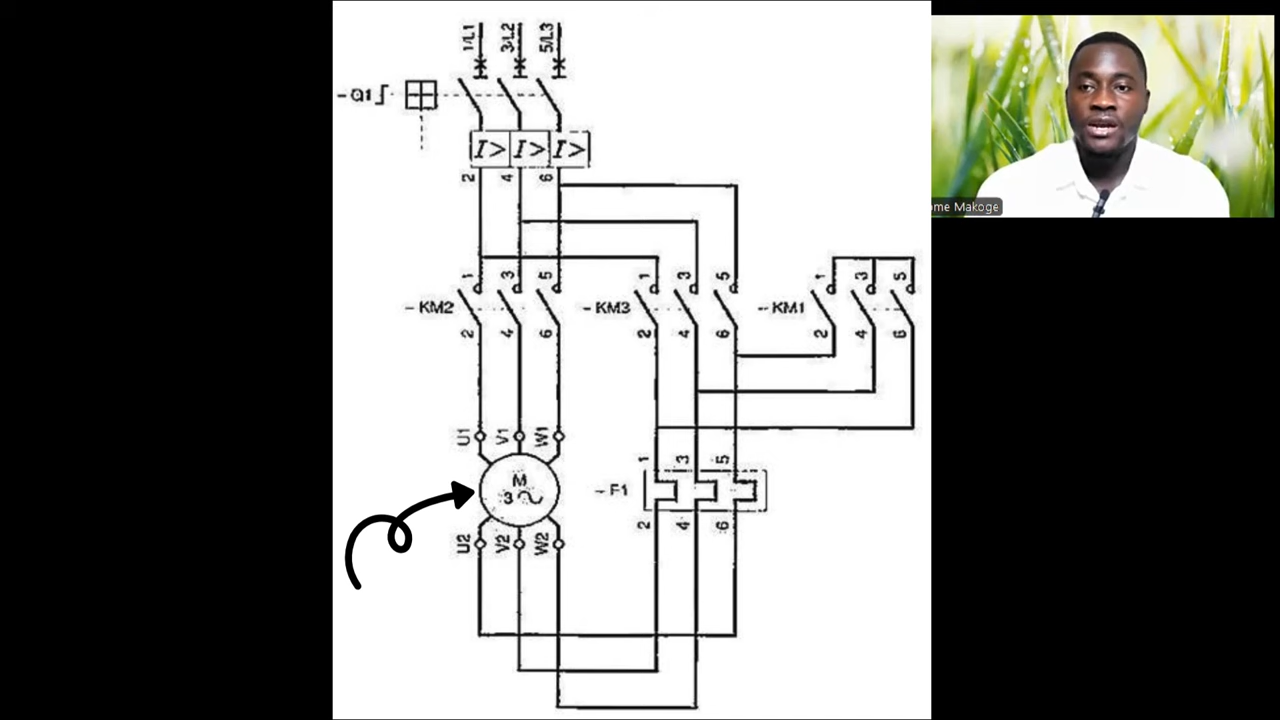 1/L1 3/L2 5/L3
-Q1
I> I> I>
2 4 6
1 3 5 1 3 5 1 3 5
-KM2 -KM3 -KM1
2 4 6 2 4 6 2 4 6
U1 V1 W1
1 3 5
M
3
-F1
2 4 6
U2 V2 W2
ome Makoge